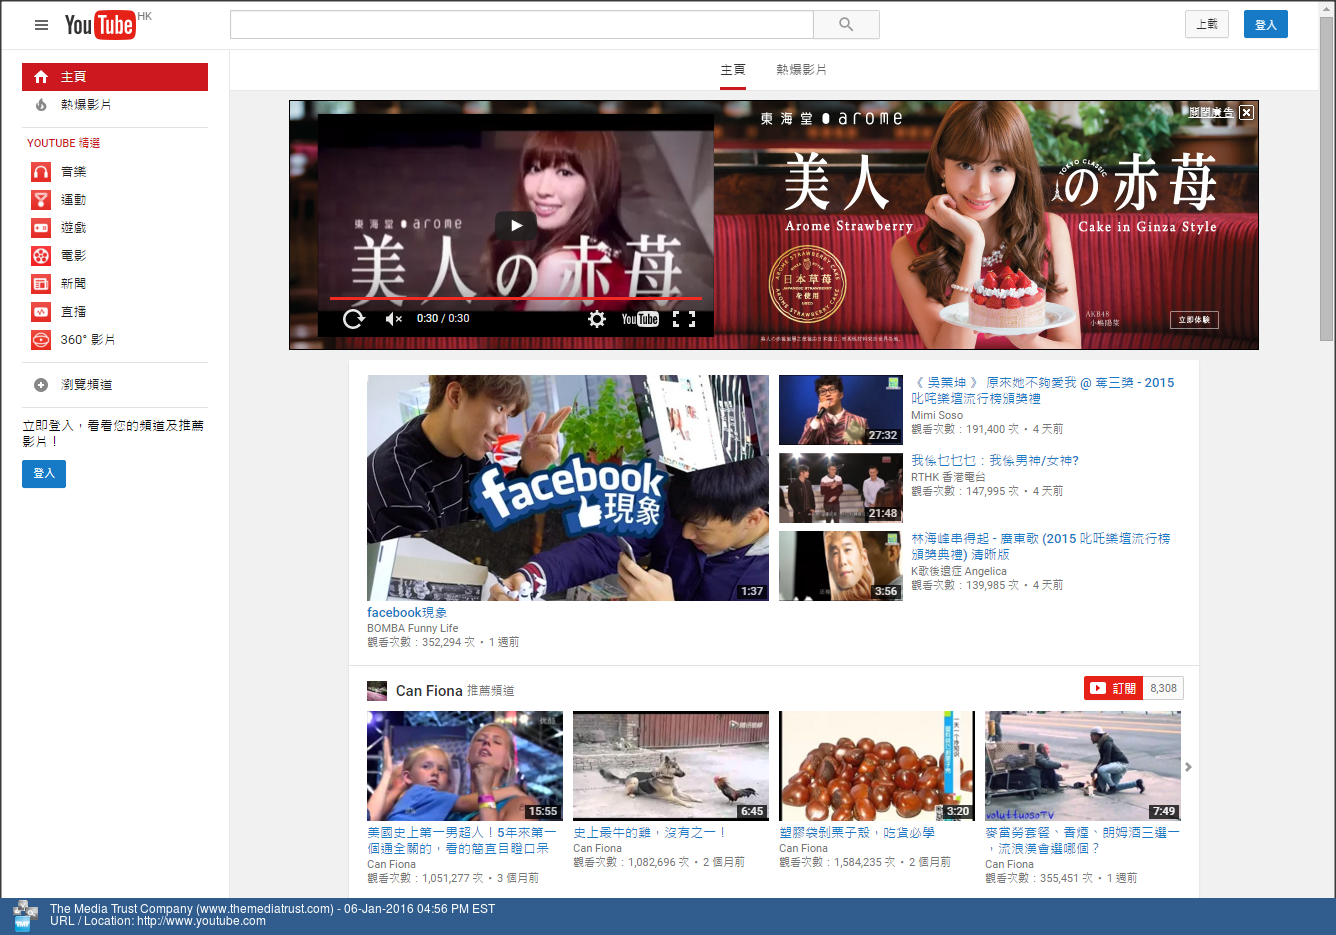 YouTube HK
上載
登入
主頁
熱爆影片
YOUTUBE 精選
音樂
運動
遊戲
電影
新聞
直播
360° 影片
瀏覽頻道
立即登入，看看您的頻道及推薦
影片！
登入
主頁
熱爆影片
關閉廣告
東海堂 arome
美人の赤苺
0:30 / 0:30
YouTube
東海堂 arome
美人
の赤苺
TOKYO CLASSIC
Arome Strawberry
Cake in Ginza Style
AROME STRAWBERRY CAKE
日本草苺
JAPANESE STRAWBERRY
を使用
USED
AKB48
小嶋陽菜
立即体験
facebook
現象
1:37
facebook現象
BOMBA Funny Life
觀看次數：352,294 次 • 1 週前
27:32
《 吳業坤 》 原來她不夠愛我 @ 奪三獎 - 2015
叱咤樂壇流行榜頒獎禮
Mimi Soso
觀看次數：191,400 次 • 4 天前
21:48
我係乜乜乜：我係男神/女神?
RTHK 香港電台
觀看次數：147,995 次 • 4 天前
3:56
林海峰串得起 - 廣東歌 (2015 叱吒樂壇流行榜
頒獎典禮) 清晰版
K歌後遺症 Angelica
觀看次數：139,985 次 • 4 天前
Can Fiona 推薦頻道
訂閱 8,308
15:55
美國史上第一男超人！5年來第一
個通全關的，看的簡直目瞪口呆
Can Fiona
觀看次數：1,051,277 次 • 3 個月前
6:45
史上最牛的雞，沒有之一！
Can Fiona
觀看次數：1,082,696 次 • 2 個月前
3:20
塑膠袋剝栗子殼，吃貨必學
Can Fiona
觀看次數：1,584,235 次 • 2 個月前
voluttuosoTV
7:49
麥當勞套餐、香煙、朗姆酒三選一
，流浪漢會選哪個？
Can Fiona
觀看次數：355,451 次 • 1 週前
The Media Trust Company (www.themediatrust.com) - 06-Jan-2016 04:56 PM EST
URL / Location: http://www.youtube.com